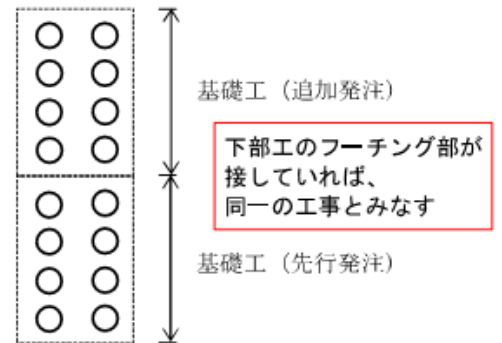 基礎工（追加発注）
下部工のフーチング部が
接していれば、
同一の工事とみなす
基礎工（先行発注）